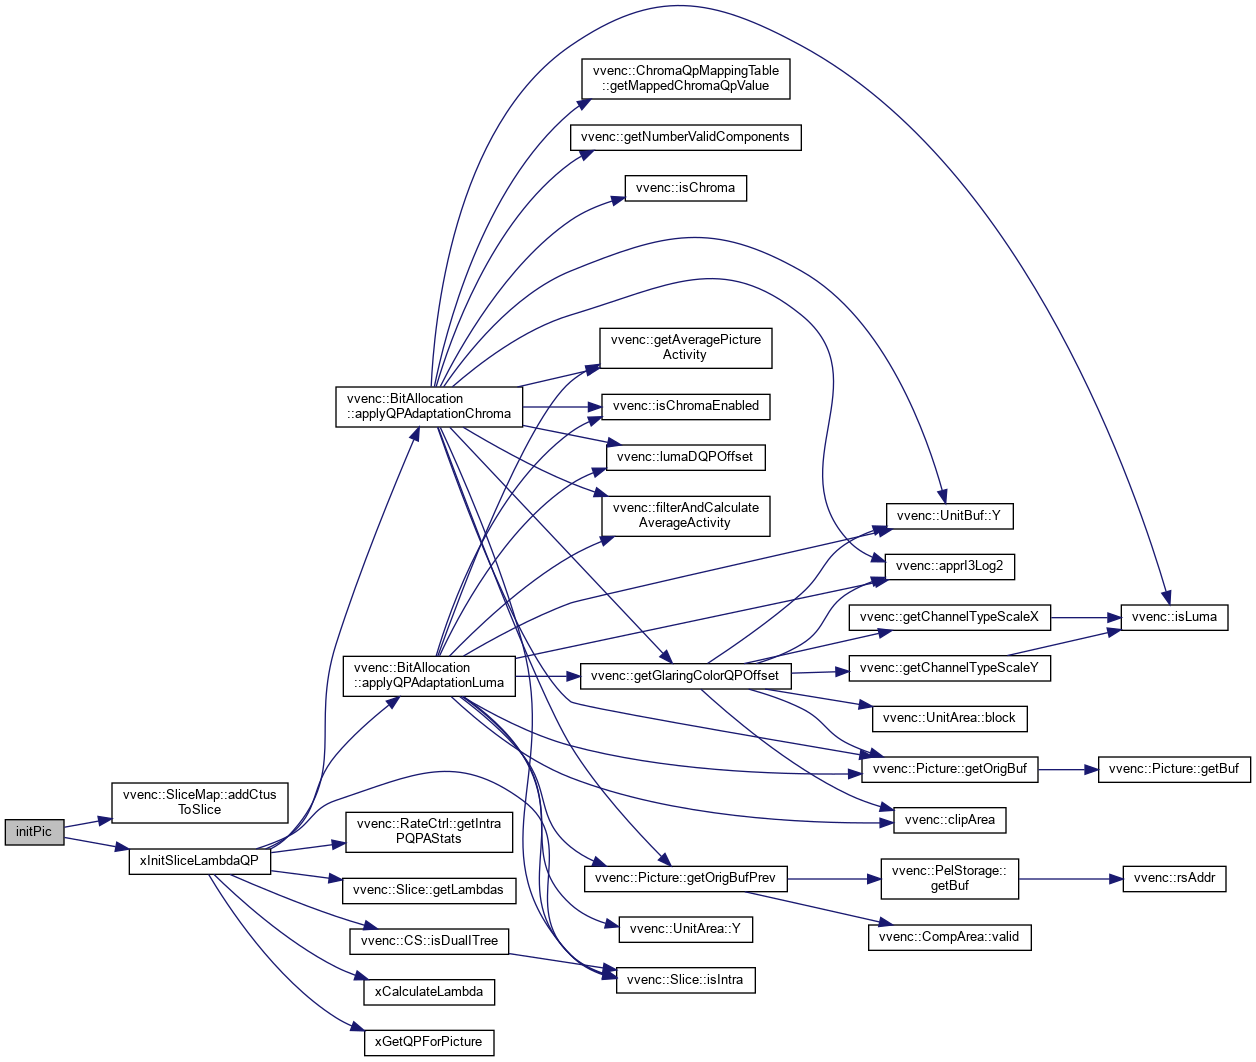 initPic
vvenc::SliceMap::addCtus
ToSlice
xInitSliceLambdaQP
vvenc::BitAllocation
::applyQPAdaptationChroma
vvenc::BitAllocation
::applyQPAdaptationLuma
vvenc::RateCtrl::getIntra
PQPAStats
vvenc::Slice::getLambdas
vvenc::CS::isDualITree
xCalculateLambda
xGetQPForPicture
vvenc::ChromaQpMappingTable
::getMappedChromaQpValue
vvenc::getNumberValidComponents
vvenc::isChroma
vvenc::getAveragePicture
Activity
vvenc::isChromaEnabled
vvenc::lumaDQPOffset
vvenc::filterAndCalculate
AverageActivity
vvenc::getGlaringColorQPOffset
vvenc::Picture::getOrigBufPrev
vvenc::UnitArea::Y
vvenc::Slice::isIntra
vvenc::UnitBuf::Y
vvenc::apprI3Log2
vvenc::getChannelTypeScaleX
vvenc::getChannelTypeScaleY
vvenc::UnitArea::block
vvenc::Picture::getOrigBuf
vvenc::clipArea
vvenc::PelStorage::
getBuf
vvenc::CompArea::valid
vvenc::isLuma
vvenc::Picture::getBuf
vvenc::rsAddr